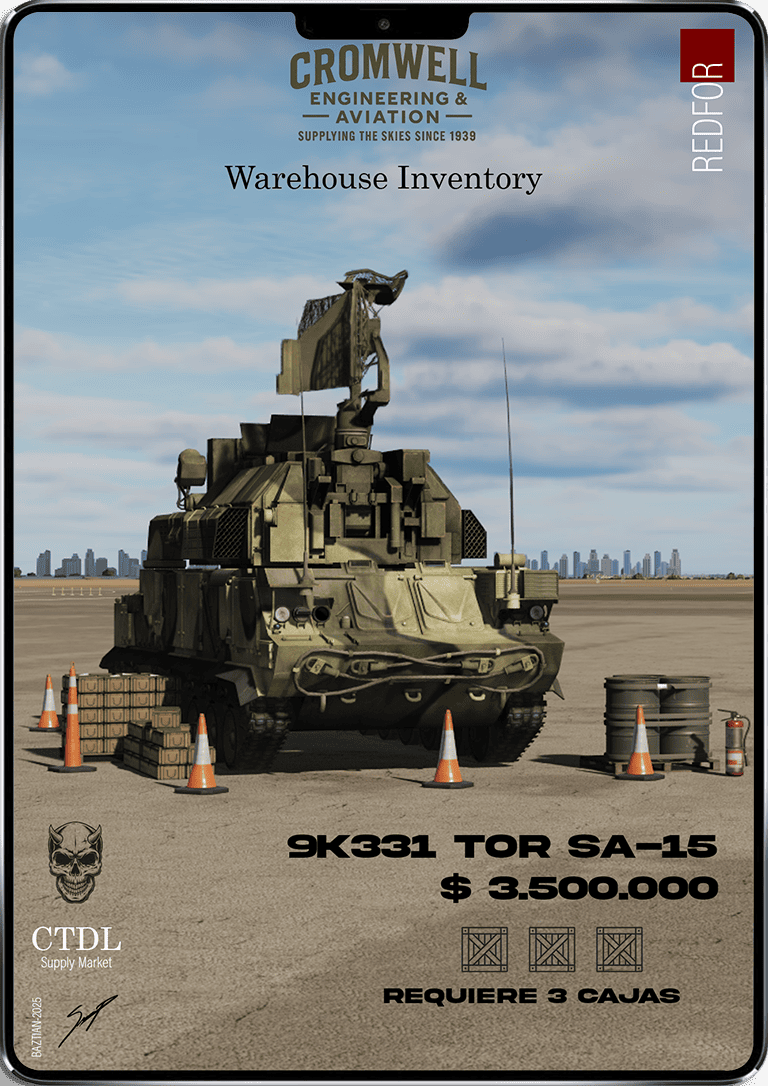 CROMWELL
ENGINEERING &
AVIATION
SUPPLYING THE SKIES SINCE 1939
REDFOR
Warehouse Inventory
9K331 TOR SA-15
$ 3.500.000
REQUIERE 3 CAJAS
CTDL
Supply Market
BAZTIAN-2025